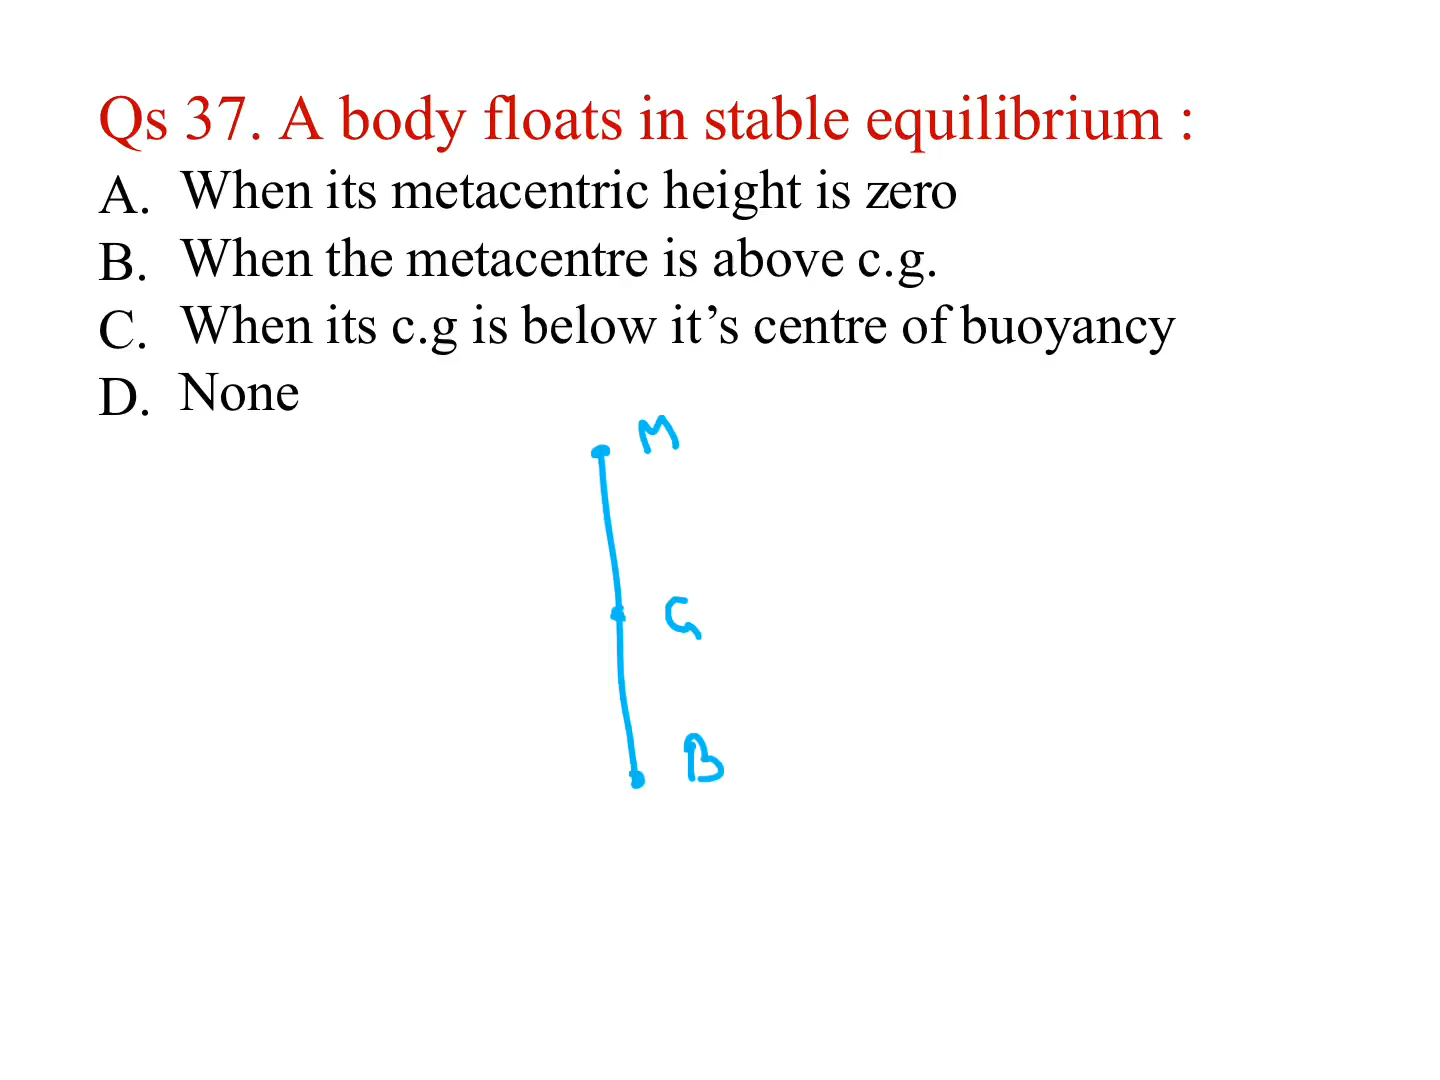 Qs 37. A body floats in stable equilibrium :
A. When its metacentric height is zero
B. When the metacentre is above c.g.
C. When its c.g is below it’s centre of buoyancy
D. None
M
G
B